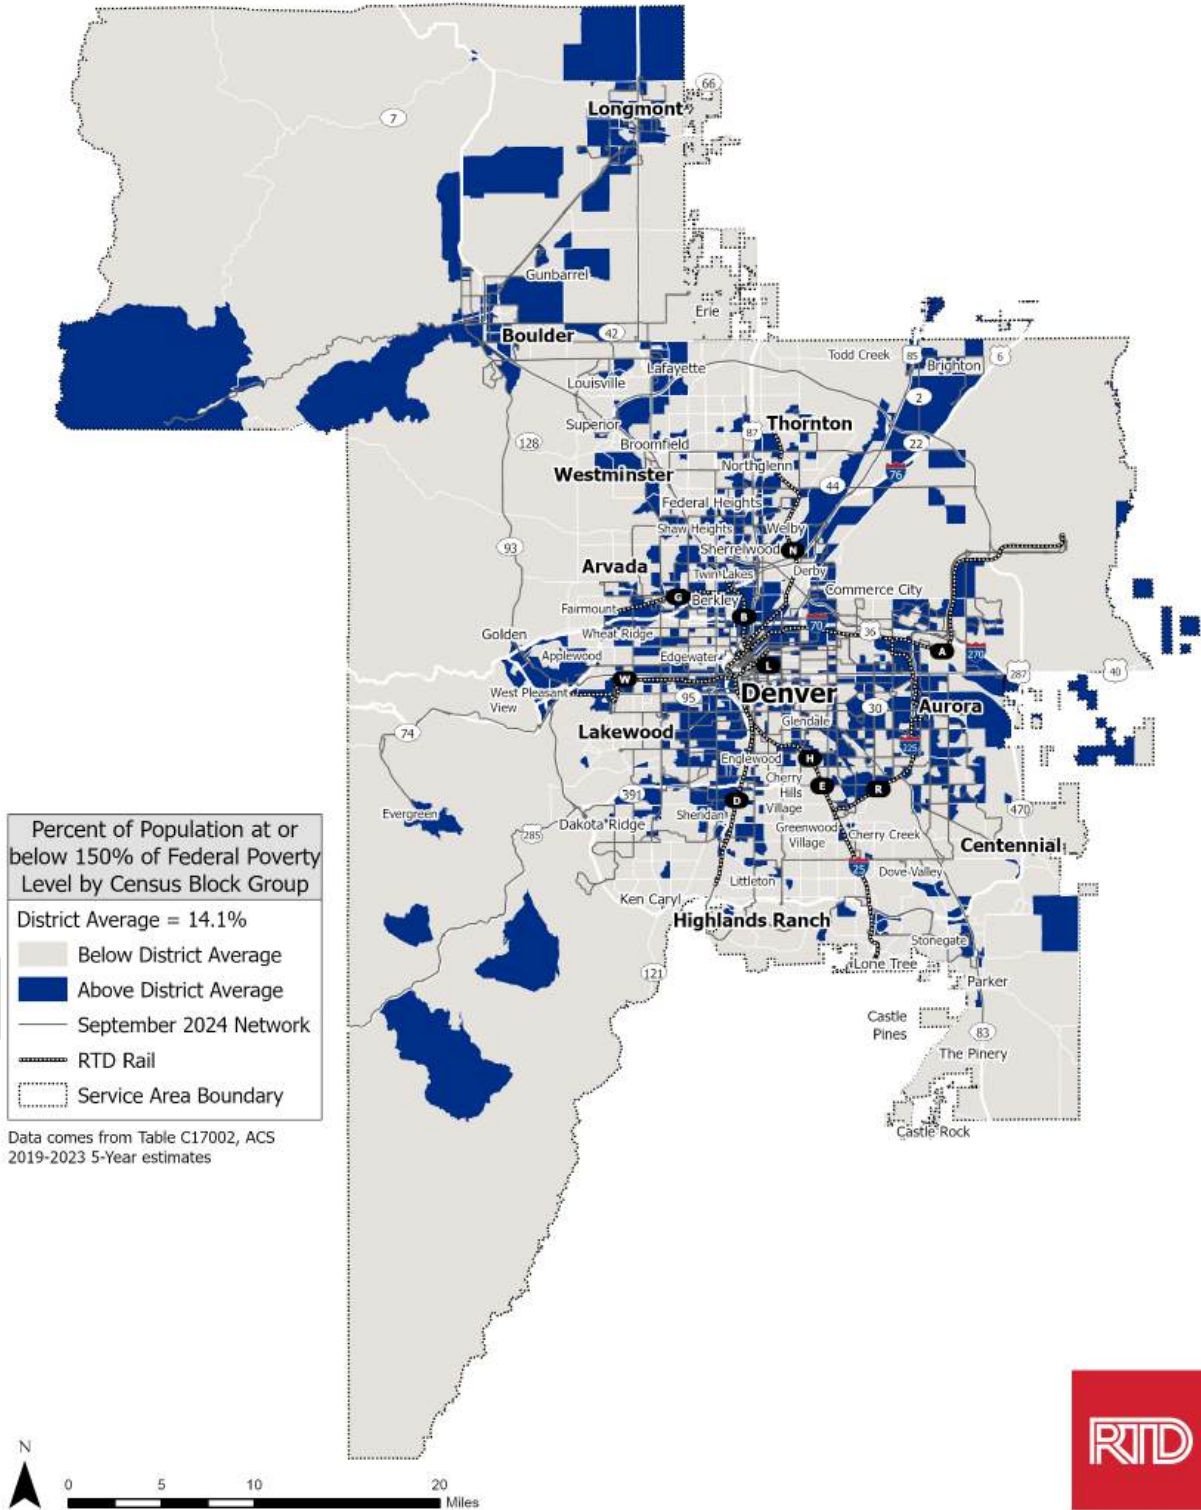 66
Longmont
7
Gunbarrel
Erie
Boulder
42
Todd Creek
85
6
Brighton
Lafayette
Louisville
2
Superior
87
Thornton
128
Broomfield
22
Westminster
Northglenn
76
44
Federal Heights
Shaw Heights
Welby
93
Sherrelwood
N
Arvada
Twin Lakes
Derby
Commerce City
G
Berkley
Fairmount
B
70
36
Golden
Wheat Ridge
A
270
Applewood
Edgewater
L
287
40
W
West Pleasant
View
95
Denver
30
Aurora
74
Lakewood
Glendale
225
Englewood
H
Cherry
Hills
Village
E
R
391
D
470
Evergreen
Sheridan
285
Dakota Ridge
Greenwood
Village
Cherry Creek
Centennial
25
Dove Valley
Littleton
Ken Caryl
Highlands Ranch
Stonegate
121
Lone Tree
Parker
Castle
Pines
83
The Pinery
Castle Rock
Percent of Population at or
below 150% of Federal Poverty
Level by Census Block Group
District Average = 14.1%
Below District Average
Above District Average
September 2024 Network
RTD Rail
Service Area Boundary
Data comes from Table C17002, ACS
2019-2023 5-Year estimates
N
0 5 10 20
Miles
RTD